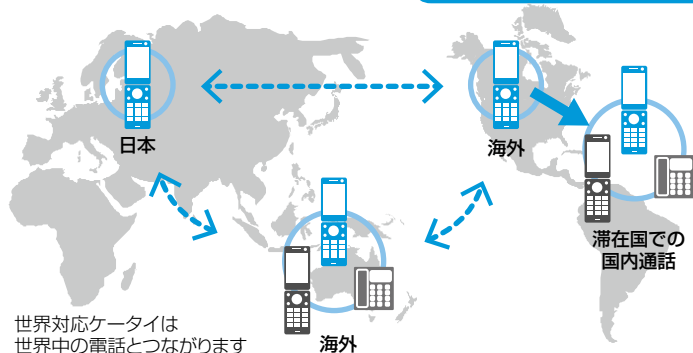 日本
海外
滞在国での
国内通話
世界対応ケータイは
世界中の電話とつながります
海外